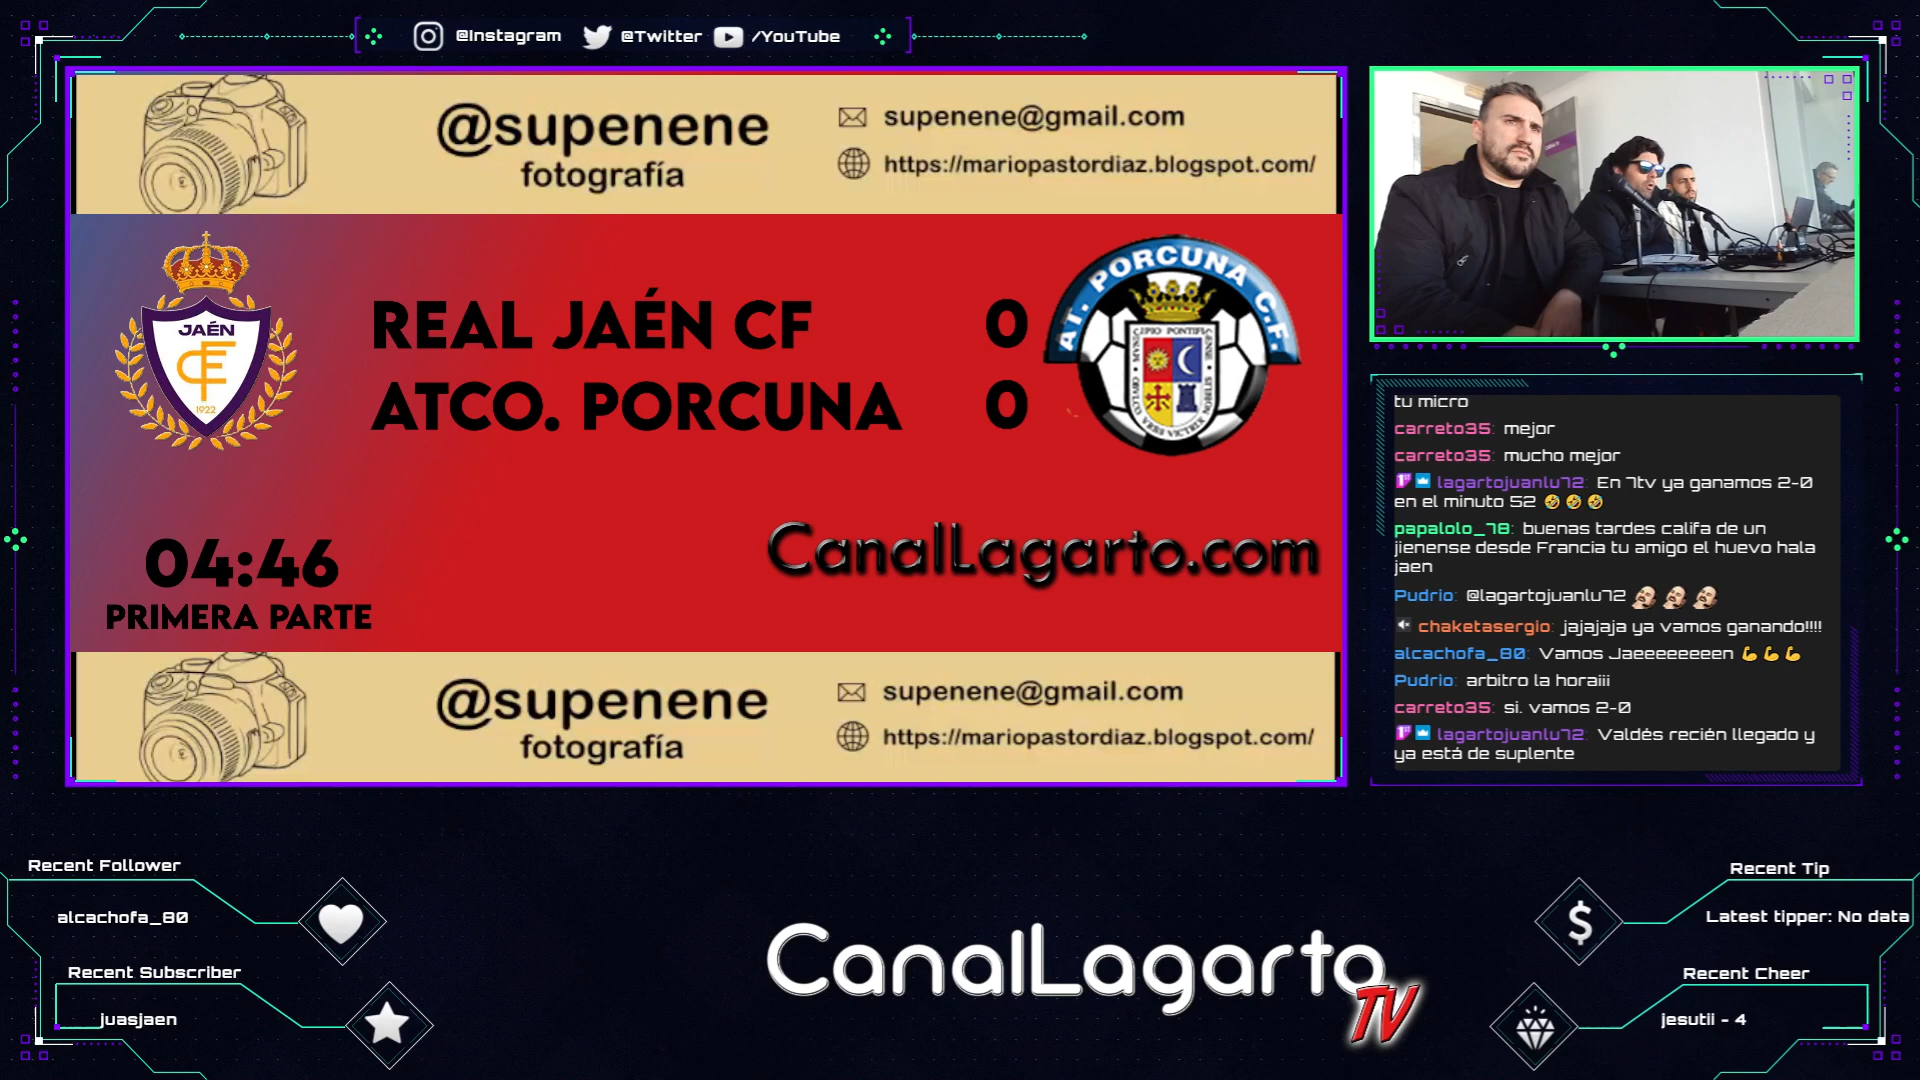 @Instagram @Twitter /YouTube
@supenene
fotografía
supenene@gmail.com
https://mariopastordiaz.blogspot.com/
JAÉN
CF
1922
REAL JAÉN CF 0
ATCO. PORCUNA 0
AT. PORCUNA C.F.
04:46
PRIMERA PARTE
CanalLagarto.com
@supenene
fotografía
supenene@gmail.com
https://mariopastordiaz.blogspot.com/
tu micro
carreto35: mejor
carreto35: mucho mejor
lagartojuanlu72: En 7tv ya ganamos 2-0
en el minuto 52 🤣🤣🤣
papalolo_78: buenas tardes califa de un
jienense desde Francia tu amigo el huevo hala
jaen
Pudrio: @lagartojuanlu72
chaketasergio: jajajaja ya vamos ganando!!!!
alcachofa_80: Vamos Jaeeeeeeeen 💪💪💪
Pudrio: arbitro la horaiii
carreto35: si. vamos 2-0
lagartojuanlu72: Valdés recién llegado y
ya está de suplente
Recent Follower
alcachofa_80
Recent Subscriber
juasjaen
CanalLagarto
TV
Recent Tip
Latest tipper: No data
Recent Cheer
jesutii - 4